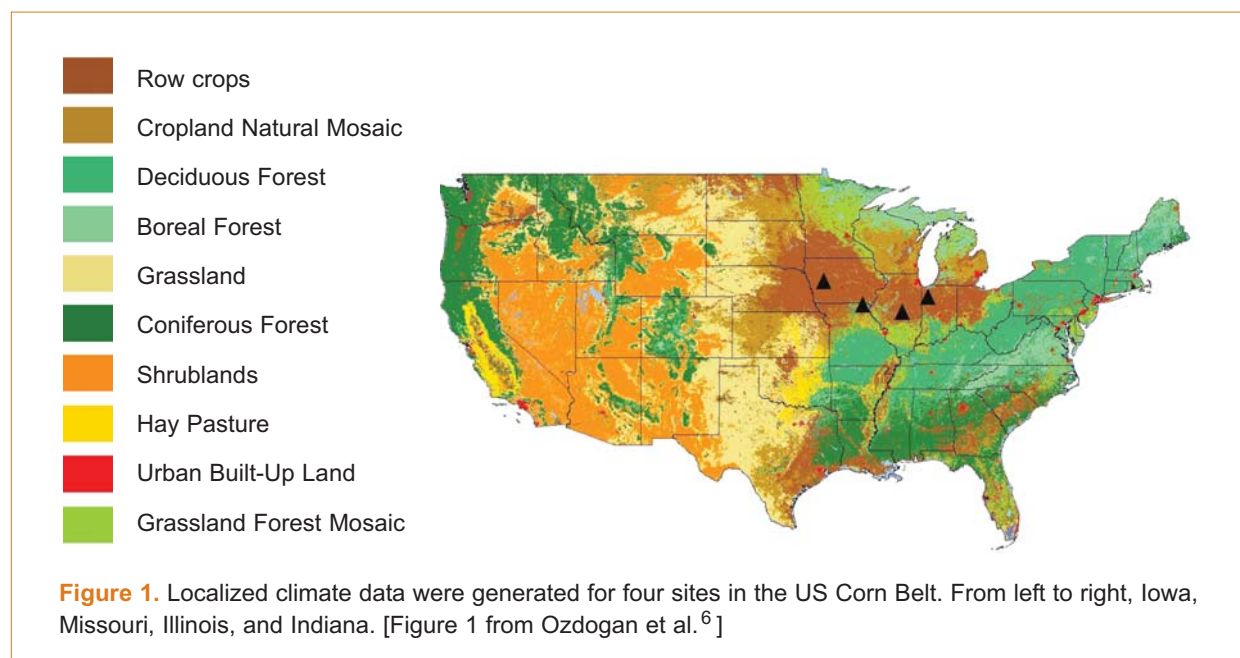 Row crops
Cropland Natural Mosaic
Deciduous Forest
Boreal Forest
Grassland
Coniferous Forest
Shrublands
Hay Pasture
Urban Built-Up Land
Grassland Forest Mosaic
Figure 1. Localized climate data were generated for four sites in the US Corn Belt. From left to right, Iowa,
Missouri, Illinois, and Indiana. [Figure 1 from Ozdogan et al.6 ]